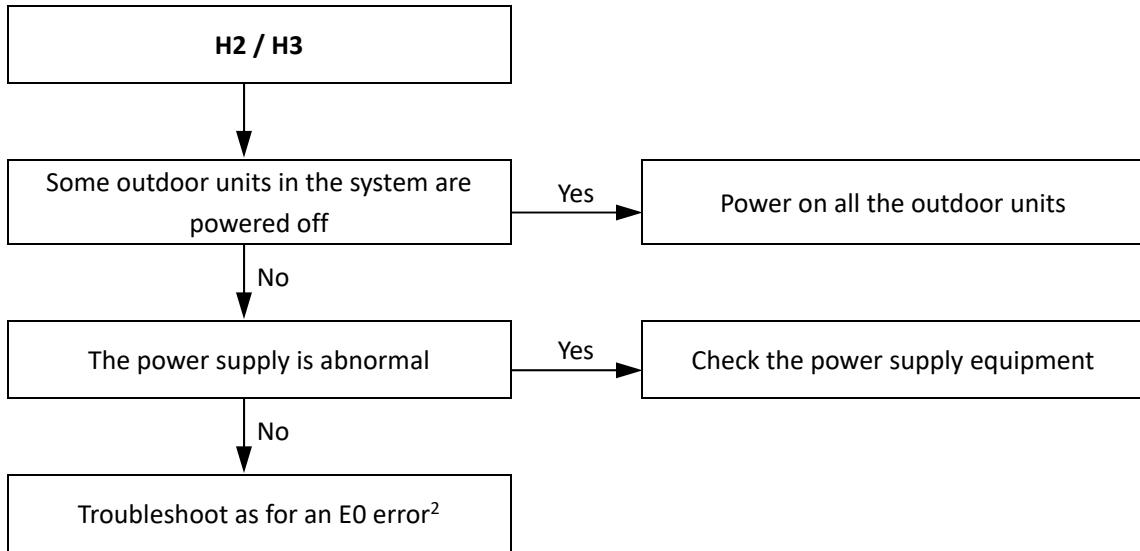 H2 / H3
Some outdoor units in the system are
powered off
Yes
Power on all the outdoor units
No
The power supply is abnormal
Yes
Check the power supply equipment
No
Troubleshoot as for an E0 error²